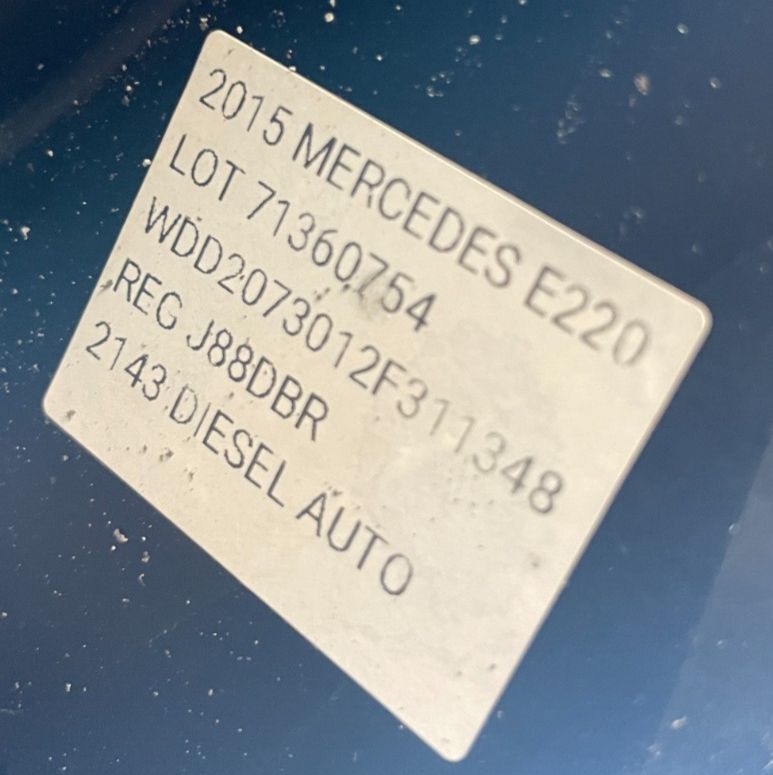 2015 MERCEDES E220
LOT 71360754
WDD2073012F311348
REG J88DBR
2143 DIESEL AUTO